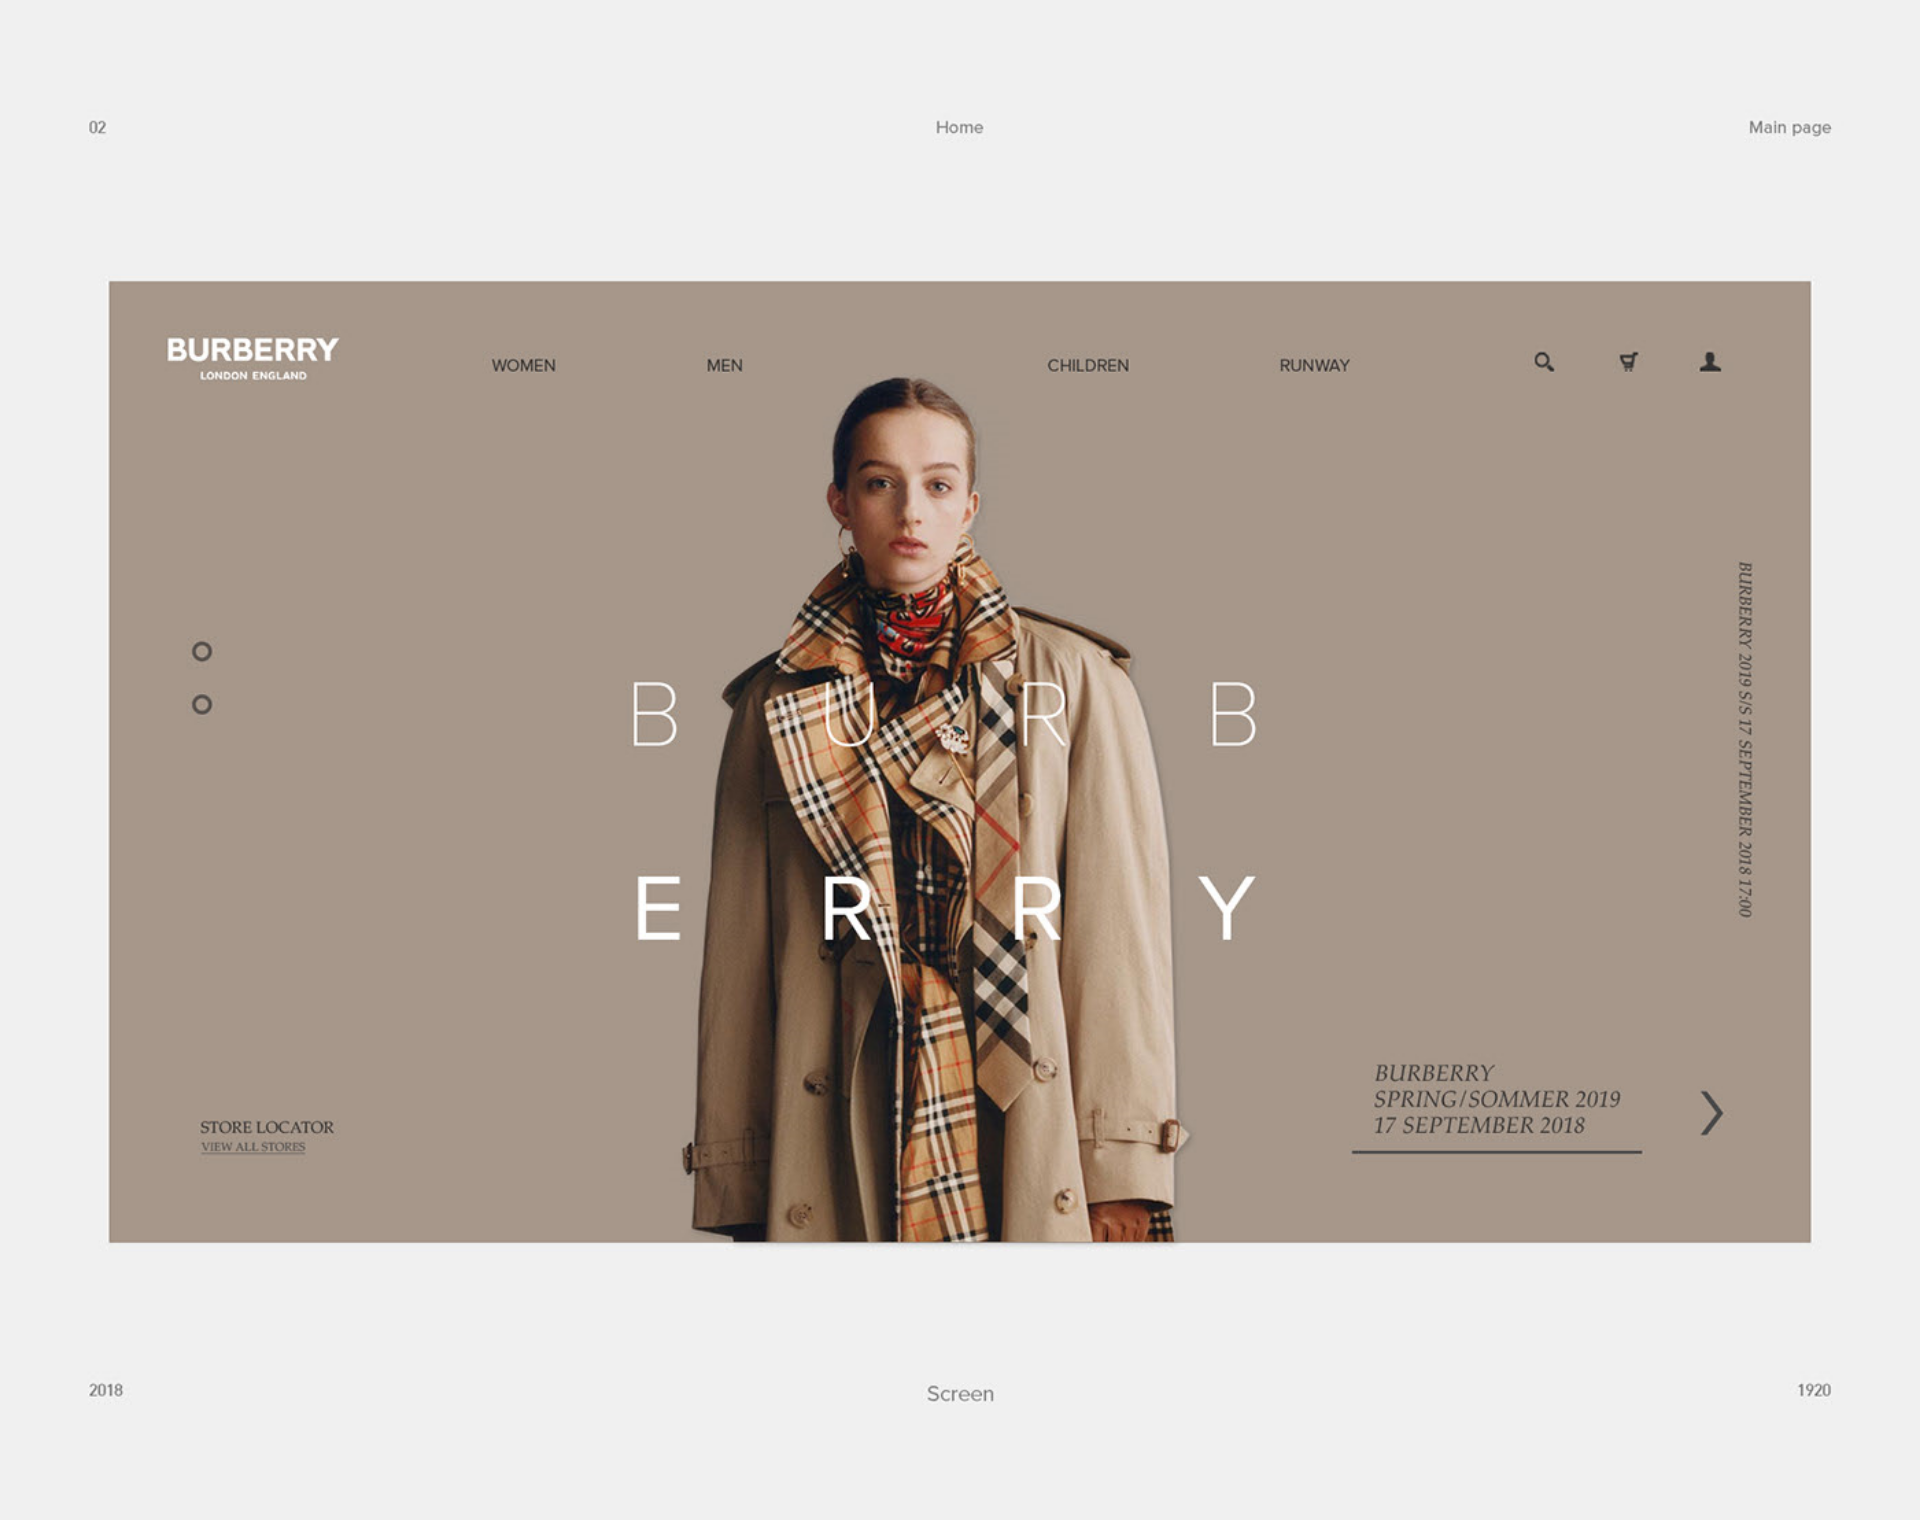 02
Home
Main page
BURBERRY
LONDON ENGLAND
WOMEN
MEN
CHILDREN
RUNWAY
BURBERRY 2019 S/S 17 SEPTEMBER 2018 17:00
B U R B
E R R Y
BURBERRY
SPRING/SOMMER 2019
17 SEPTEMBER 2018
STORE LOCATOR
VIEW ALL STORES
2018
Screen
1920